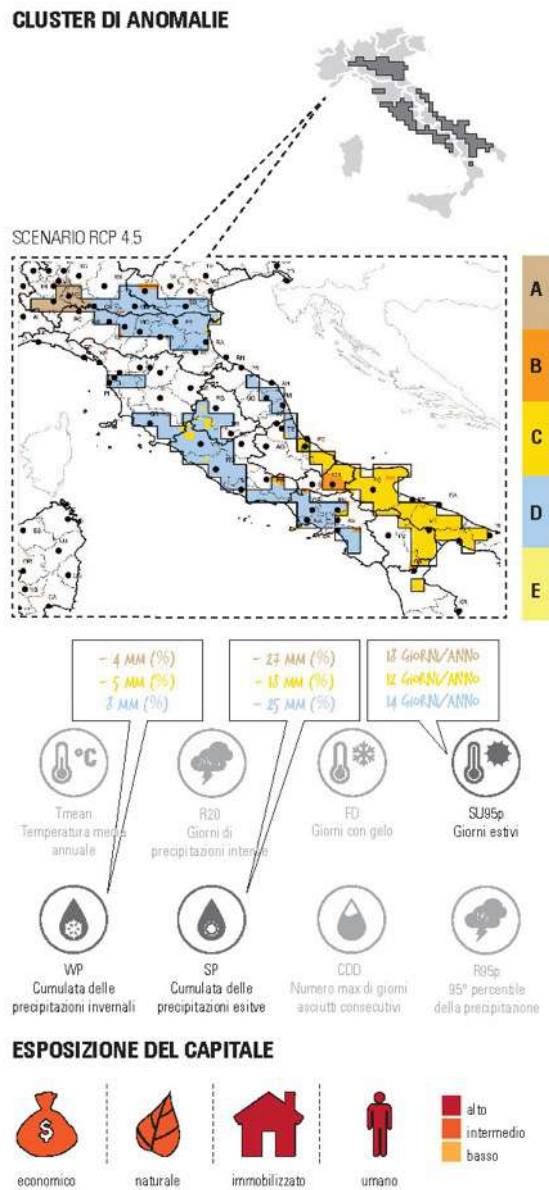 CLUSTER DI ANOMALIE
SCENARIO RCP 4.5
A
B
C
D
E
- 4 MM (%)
- 5 MM (%)
8 MM (%)
- 27 MM (%)
- 18 MM (%)
- 25 MM (%)
18 GIORNI/ANNO
12 GIORNI/ANNO
14 GIORNI/ANNO
°C
Tmean
Temperatura media
annuale
R20
Giorni di
precipitazioni intense
FD
Giorni con gelo
SU95p
Giorni estivi
WP
Cumulata delle
precipitazioni invernali
SP
Cumulata delle
precipitazioni esitve
CDD
Numero max di giorni
asciutti consecutivi
R95p
95° percentile
della precipitazione
ESPOSIZIONE DEL CAPITALE
$
economico
naturale
immobilizzato
umano
alto
intermedio
basso